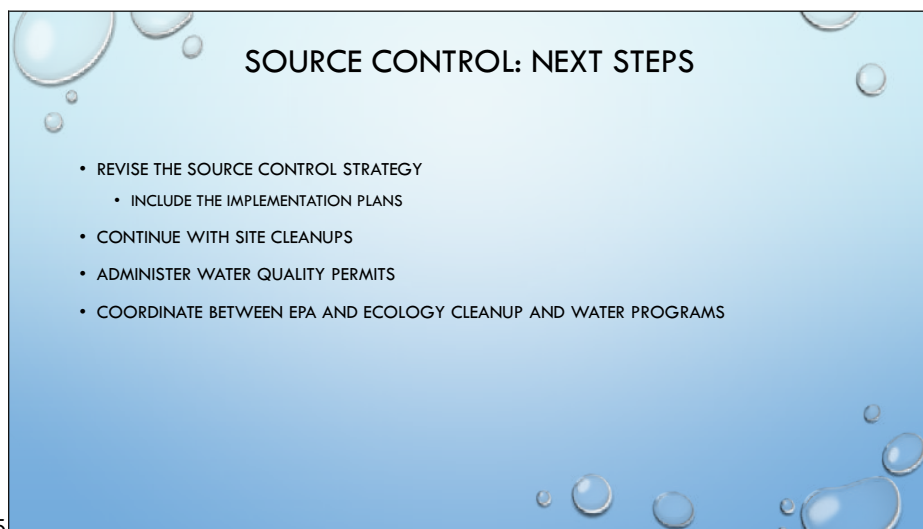 SOURCE CONTROL: NEXT STEPS
• REVISE THE SOURCE CONTROL STRATEGY
• INCLUDE THE IMPLEMENTATION PLANS
• CONTINUE WITH SITE CLEANUPS
• ADMINISTER WATER QUALITY PERMITS
• COORDINATE BETWEEN EPA AND ECOLOGY CLEANUP AND WATER PROGRAMS